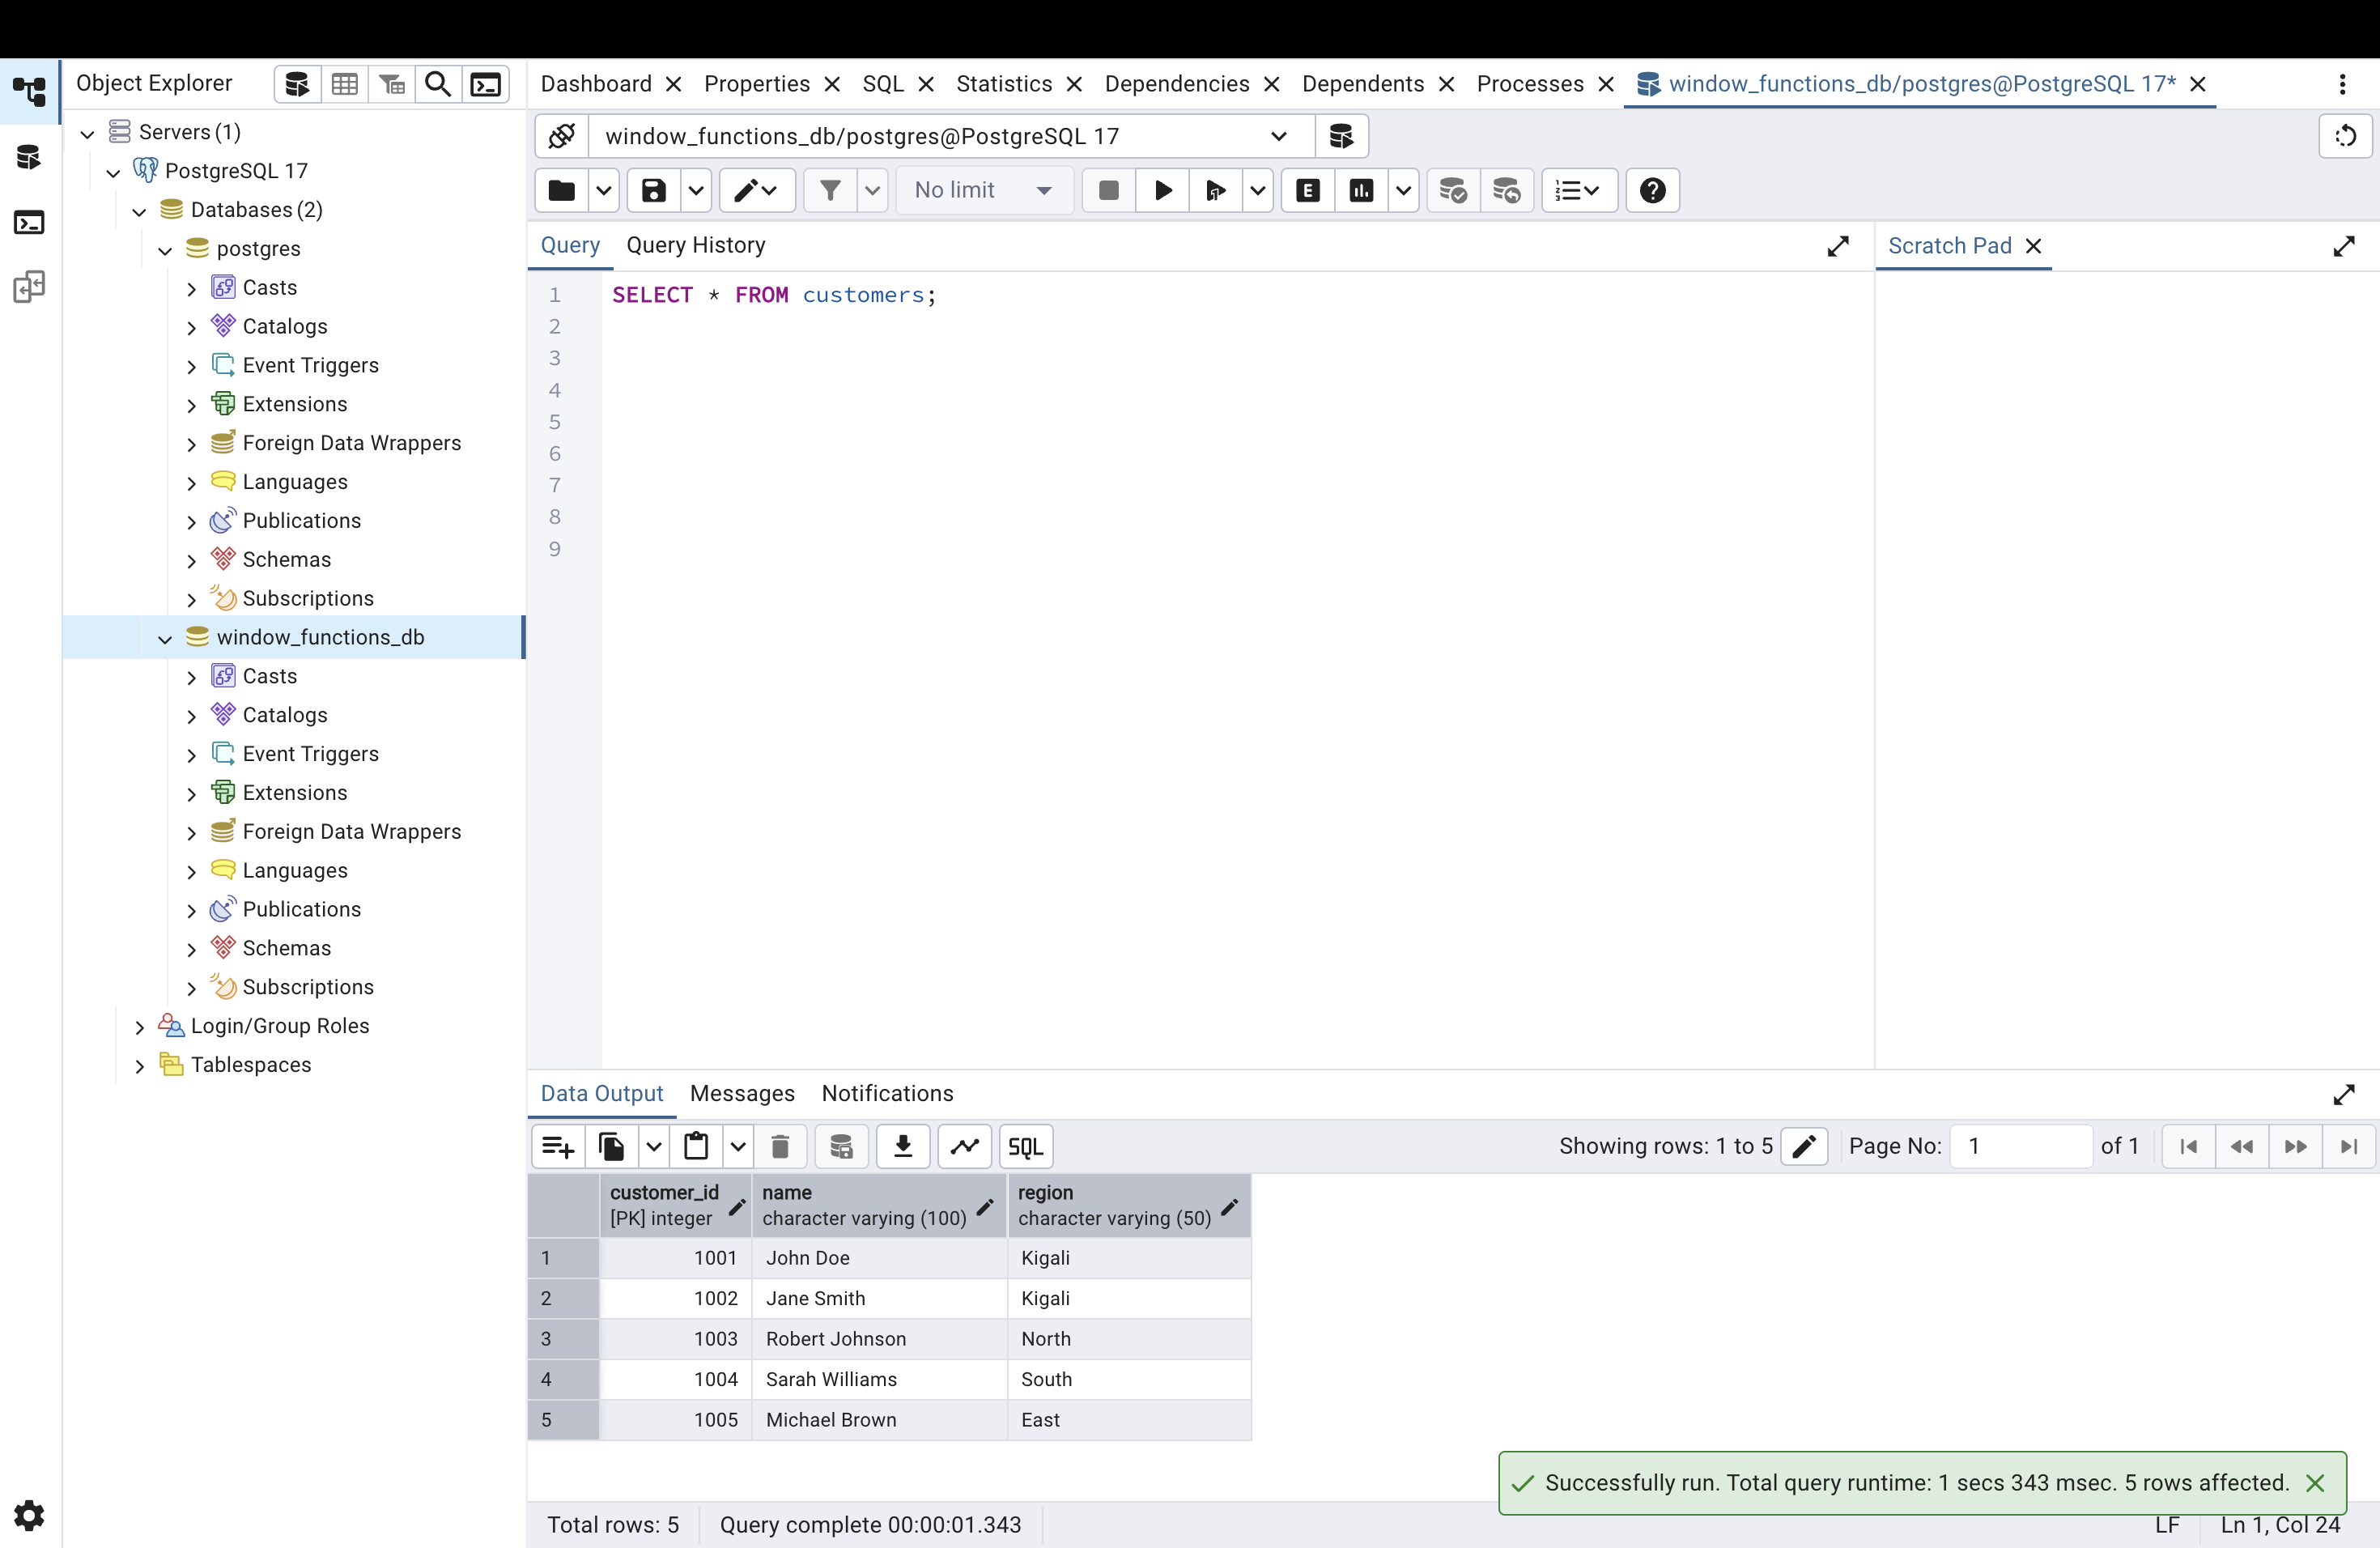 Object Explorer
Dashboard Properties SQL Statistics Dependencies Dependents Processes window_functions_db/postgres@PostgreSQL 17*
Servers (1)
PostgreSQL 17
Databases (2)
postgres
Casts
Catalogs
Event Triggers
Extensions
Foreign Data Wrappers
Languages
Publications
Schemas
Subscriptions
window_functions_db
Casts
Catalogs
Event Triggers
Extensions
Foreign Data Wrappers
Languages
Publications
Schemas
Subscriptions
Login/Group Roles
Tablespaces
window_functions_db/postgres@PostgreSQL 17
No limit E
Query Query History
Scratch Pad
1 SELECT * FROM customers;
2
3
4
5
6
7
8
9
Data Output Messages Notifications
SQL Showing rows: 1 to 5 Page No: 1 of 1
customer_id name region
[PK] integer character varying (100) character varying (50)
1 1001 John Doe Kigali
2 1002 Jane Smith Kigali
3 1003 Robert Johnson North
4 1004 Sarah Williams South
5 1005 Michael Brown East
Successfully run. Total query runtime: 1 secs 343 msec. 5 rows affected.
Total rows: 5 Query complete 00:00:01.343 LF Ln 1, Col 24